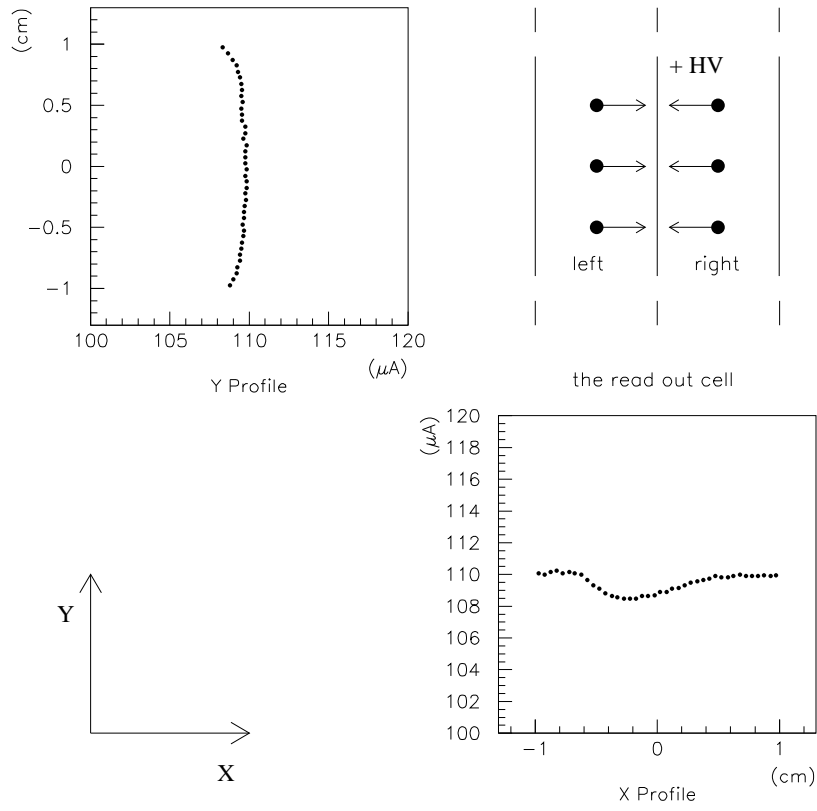 (cm)
1
0.5
0
−0.5
−1
100 105 110 115 120
(μA)
Y Profile
+ HV
left right
the read out cell
Y
X
(μA)
120
118
116
114
112
110
108
106
104
102
100
−1 0 1
(cm)
X Profile